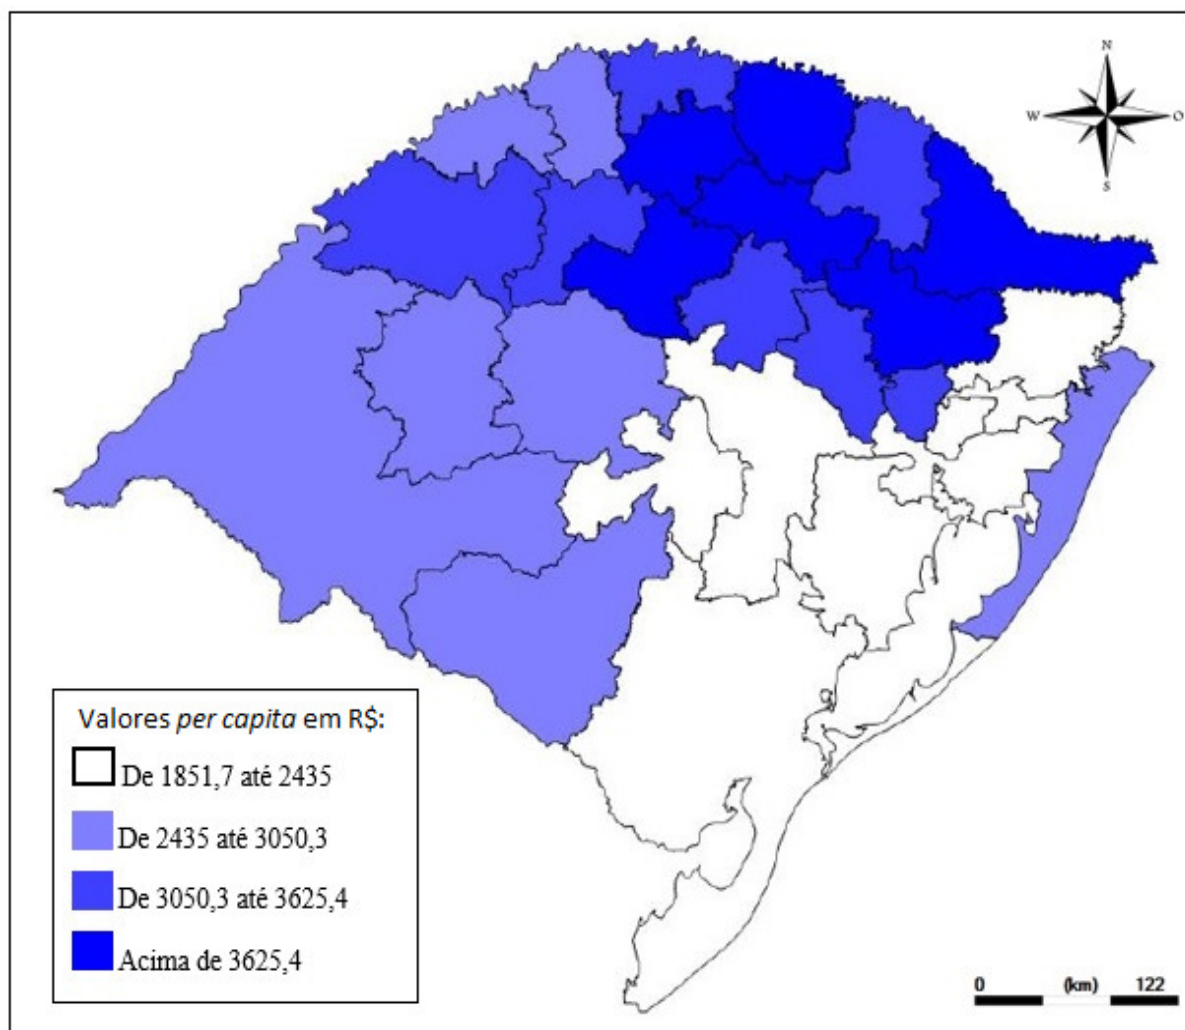 N
W
O
S
Valores per capita em R$:
De 1851,7 até 2435
De 2435 até 3050,3
De 3050,3 até 3625,4
Acima de 3625,4
0 (km) 122